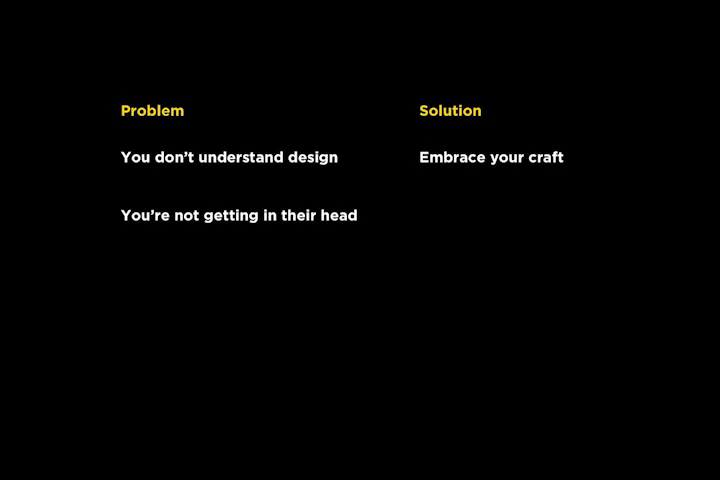 Problem
Solution
You don’t understand design
Embrace your craft
You’re not getting in their head